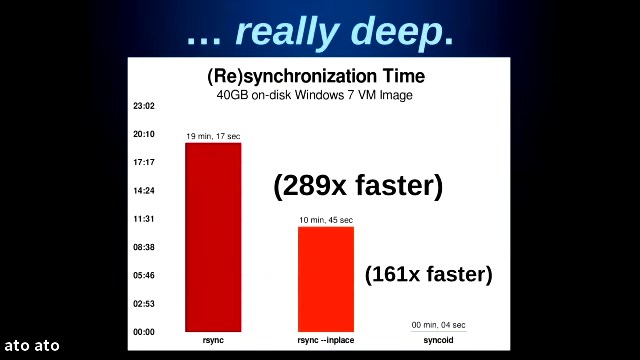 ... really deep.
(Re)synchronization Time
40GB on-disk Windows 7 VM Image
23:02
20:10
19 min, 17 sec
17:17
(289x faster)
14:24
11:31
10 min, 45 sec
08:38
(161x faster)
05:46
02:53
00 min, 04 sec
00:00
rsync
rsync --inplace
syncoid
ato ato